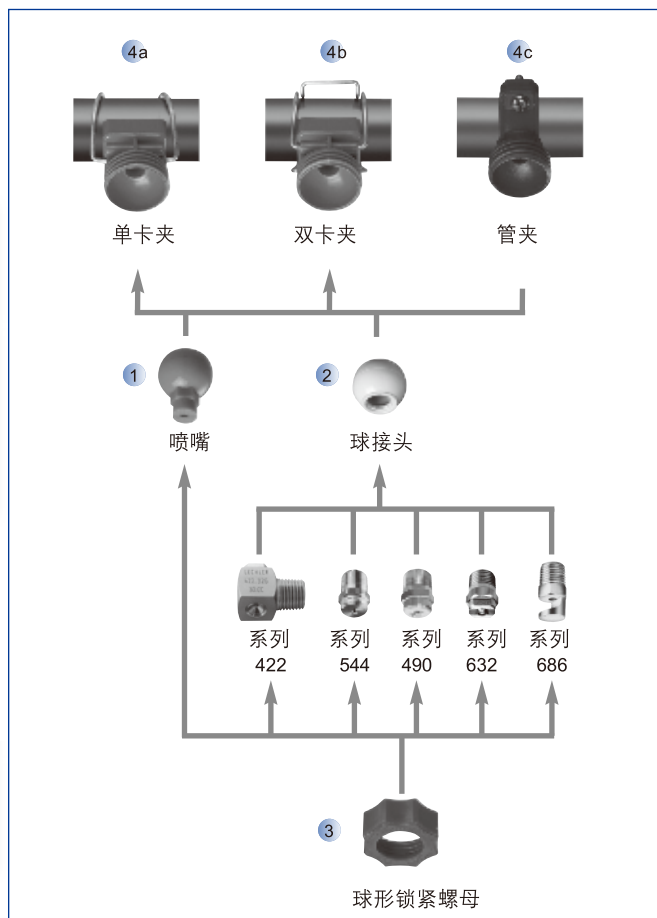 4a
4b
4c
单卡夹
双卡夹
管夹
1
2
喷嘴
球接头
系列
422
系列
544
系列
490
系列
632
系列
686
3
球形锁紧螺母